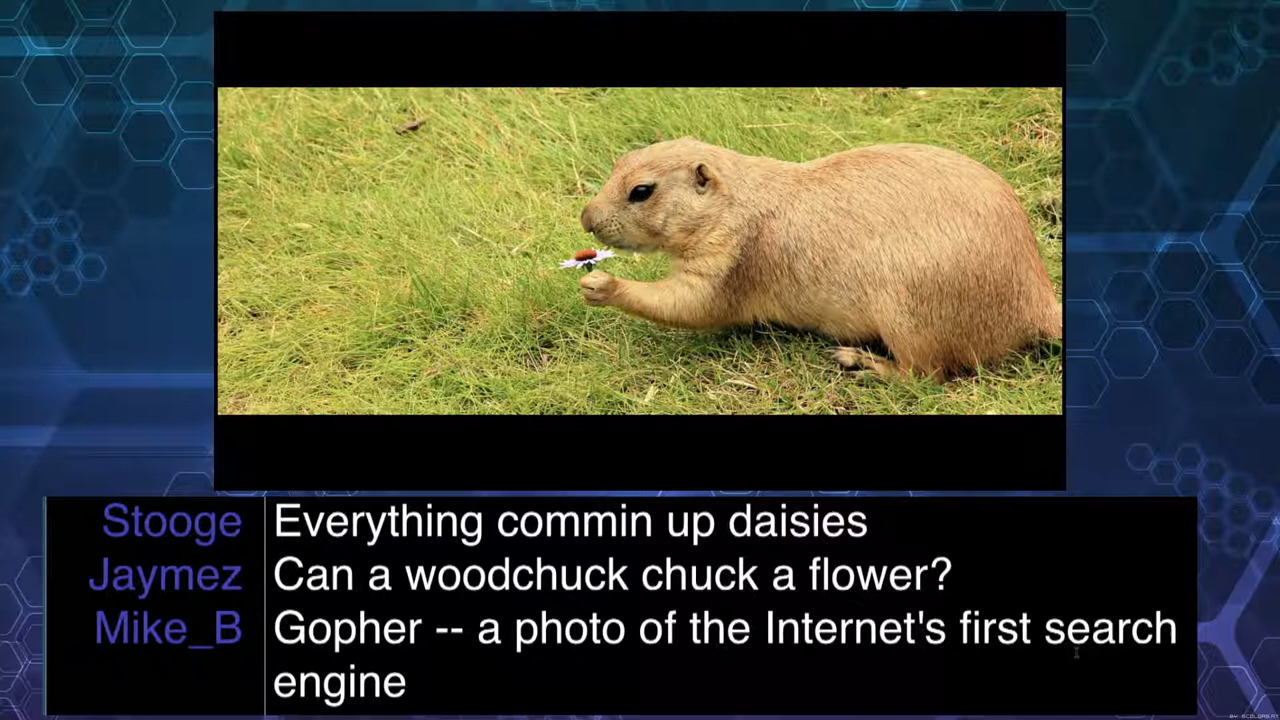 Stooge Everything commin up daisies
Jaymez Can a woodchuck chuck a flower?
Mike_B Gopher -- a photo of the Internet's first search
engine